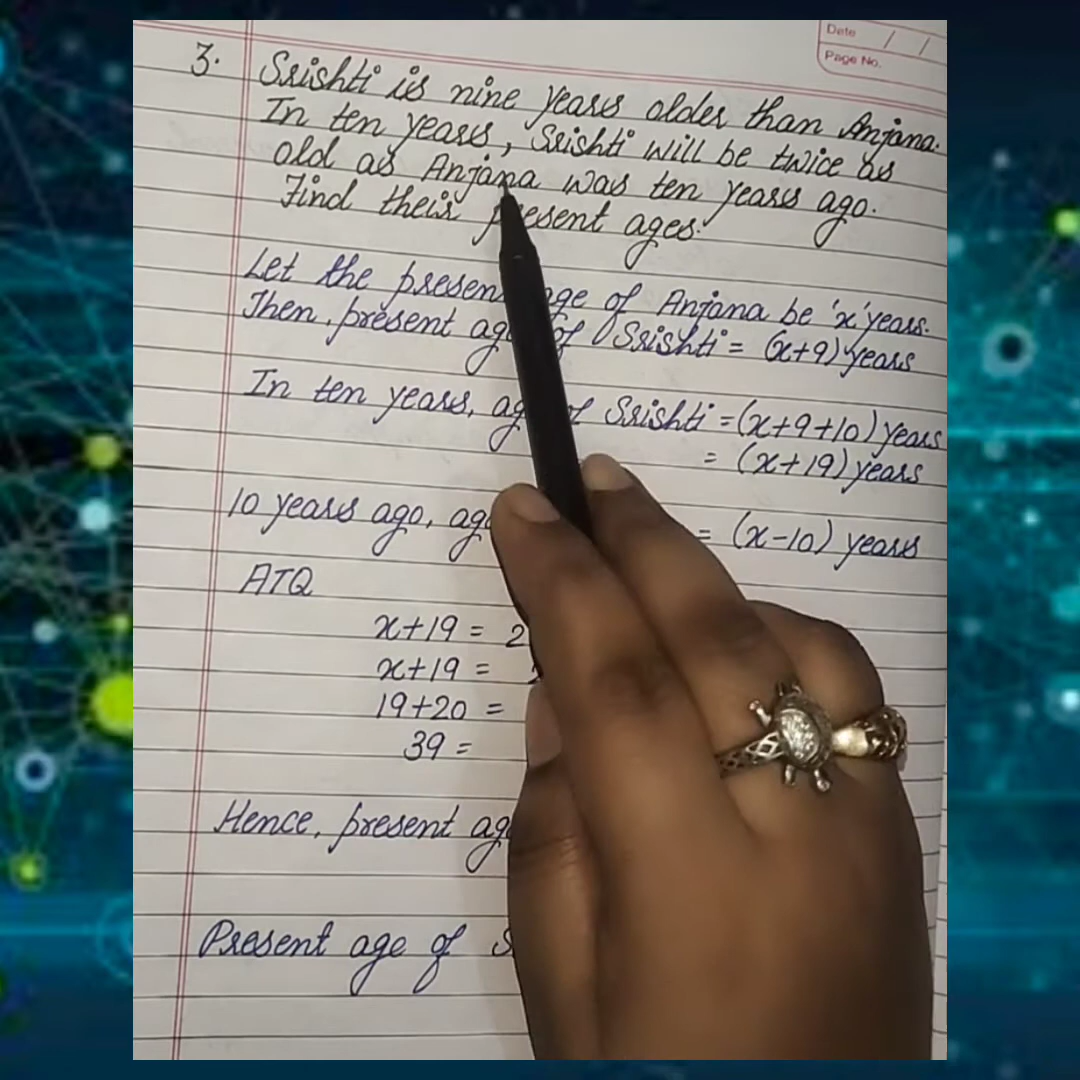 Date / /
Page No.
3. Srishti is nine years older than Anjana.
In ten years, Srishti will be twice as
old as Anjana was ten years ago.
Find their present ages.
Let the present age of Anjana be 'x' years.
Then, present age of Srishti = (x+9) years
In ten years, age of Srishti = (x+9+10) years
= (x+19) years
10 years ago, age = (x-10) years
ATQ
x+19 = 2
x+19 =
19+20 =
39 =
Hence, present age
Present age of S